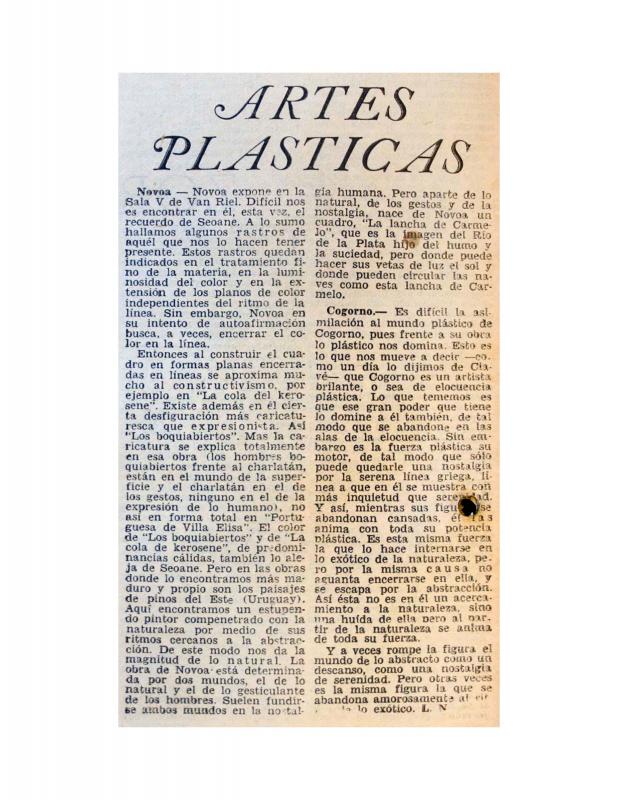 ARTES
PLASTICAS
Novoa — Novoa expone en la
Sala V de Van Riel. Difícil nos
es encontrar en él, esta vez, el
recuerdo de Seoane. A lo sumo
hallamos algunos rastros de
aquél que nos lo hacen tener
presente. Estos rastros quedan
indicados en el tratamiento fi-
no de la materia, en la lumi-
nosidad del color y en la ex-
tensión de los planos de color
independientes del ritmo de la
línea. Sin embargo, Novoa en
su intento de autoafirmación
busca, a veces, encerrar el co-
lor en la línea.
Entonces al construir el cua-
dro en formas planas encerra-
das en líneas se aproxima mu-
cho al constructivismo, por
ejemplo en "La cola del kero-
sene". Existe además en él cier-
ta desfiguración más caricatu-
resca que expresionista. Así
"Los boquiabiertos". Mas la ca-
ricatura se explica totalmente
en esa obra (los hombres bo-
quiabiertos frente al charlatán,
están en el mundo de la super-
ficie y el charlatán en el de
los gestos, ninguno en el de la
expresión de lo humano), no
así en forma total en "Portu-
guesa de Villa Elisa". El color
de "Los boquiabiertos" y de "La
cola de kerosene", de predomi-
nancias cálidas, también lo ale-
ja de Seoane. Pero en las obras
donde lo encontramos más ma-
duro y propio son los paisajes
de pinos del Este (Uruguay).
Aquí encontramos un estupen-
do pintor compenetrado con la
naturaleza por medio de sus
ritmos cercanos a la abstrac-
ción. De este modo nos da la
magnitud de lo natural. La
obra de Novoa está determina-
da por dos mundos, el de lo
natural y el de lo gesticulante
de los hombres. Suelen fundir-
se ambos mundos en la nostal-
gía humana. Pero aparte de lo
natural, de los gestos y de la
nostalgia, nace de Novoa un
cuadro, "La lancha de Carme-
lo", que es la imagen del Río
de la Plata hijo del humo y
la suciedad, pero donde puede
hacer sus vetas de luz el sol y
donde pueden circular las na-
ves como esta lancha de Car-
melo.
Cogorno.— Es difícil la asi-
milación al mundo plástico de
Cogorno, pues frente a su obra
lo plástico nos domina. Esto es
lo que nos mueve a decir —co-
mo un día lo dijimos de Cla-
vé— que Cogorno es un artista
brilante, o sea de elocuencia
plástica. Lo que tememos es
que ese gran poder que tiene
lo domine a él también, de tal
modo que se abandone en las
alas de la elocuencia. Sin em-
bargo es la fuerza plástica su
motor, de tal modo que sólo
puede quedarle una nostalgia
por la serena línea griega, lí-
nea a que en él se muestra con
más inquietud que serenidad.
Y así, mientras sus se
abandonan cansadas, él las
anima con toda su potencia
plástica. Es esta misma fuerza
la que lo hace internarse en
lo exótico de la naturaleza, pe-
ro por la misma causa no
aguanta encerrarse en ella, y
se escapa por la abstracción.
Así ésta no es en él un acerca-
miento a la naturaleza, sino
una huída de ella pero al par-
tir de la naturaleza se anima
de toda su fuerza.
Y a veces rompe la figura el
mundo de lo abstracto como un
descanso, como una nostalgia
de serenidad. Pero otras veces
es la misma figura la que se
abandona amorosamente al
lo exótico. L. N